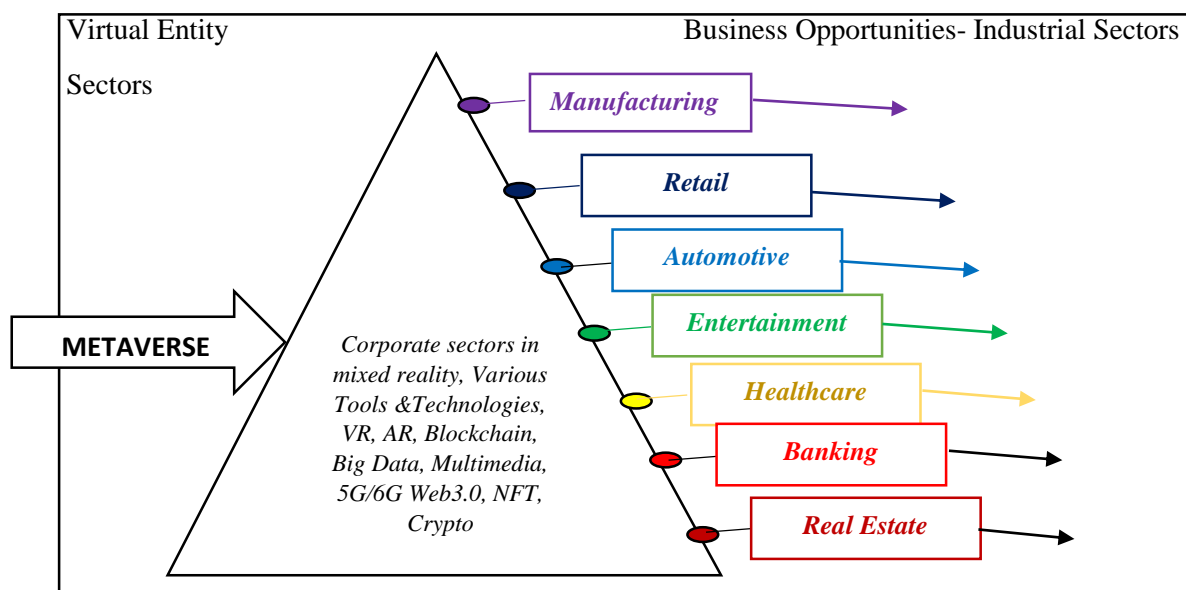 Virtual Entity
Sectors
Business Opportunities- Industrial Sectors
Manufacturing
Retail
Automotive
Entertainment
Healthcare
Banking
Real Estate
METAVERSE
Corporate sectors in
mixed reality, Various
Tools &Technologies,
VR, AR, Blockchain,
Big Data, Multimedia,
5G/6G Web3.0, NFT,
Crypto